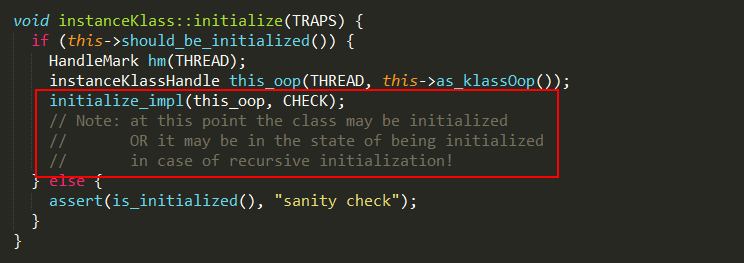 void instanceKlass::initialize(TRAPS) {
  if (this->should_be_initialized()) {
    HandleMark hm(THREAD);
    instanceKlassHandle this_oop(THREAD, this->as_klassOop());
    initialize_impl(this_oop, CHECK);
    // Note: at this point the class may be initialized
    //       OR it may be in the state of being initialized
    //       in case of recursive initialization!
  } else {
    assert(is_initialized(), "sanity check");
  }
}